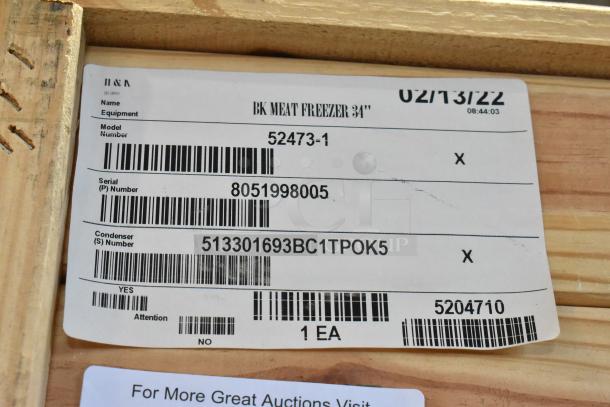 H & K
Name
Equipment
BK MEAT FREEZER 34"
02/13/22
08:44:03
Model
Number
52473-1
X
Serial
(P) Number
8051998005
Condenser
(S) Number
513301693BC1TPOK5
X
YES
Attention
NO
1 EA
5204710
For More Great Auctions Visit